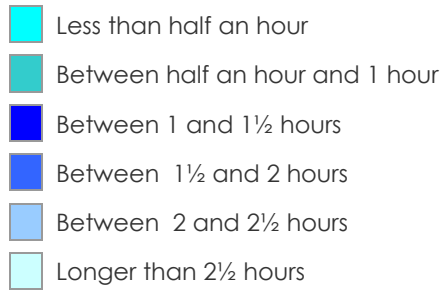 Less than half an hour
Between half an hour and 1 hour
Between 1 and 1½ hours
Between  1½ and 2 hours
Between  2 and 2½ hours
Longer than 2½ hours